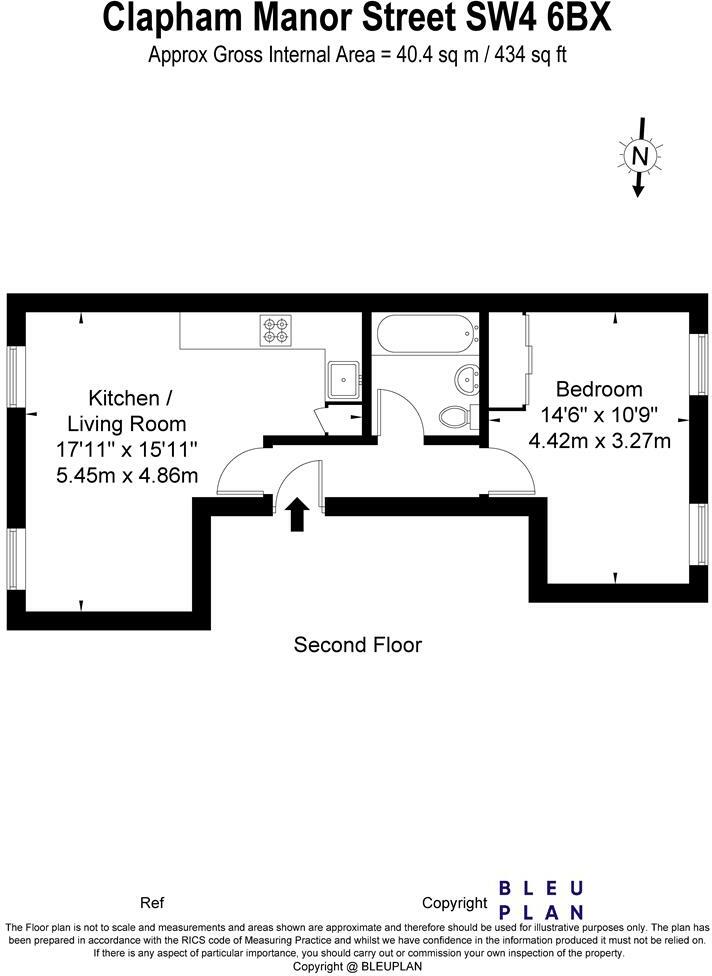 Clapham Manor Street SW4 6BX
Approx Gross Internal Area = 40.4 sq m / 434 sq ft
N
Kitchen /
Living Room
17'11" x 15'11"
5.45m x 4.86m
Bedroom
14'6" x 10'9"
4.42m x 3.27m
Second Floor
Ref
Copyright
BLEU
PLAN
The Floor plan is not to scale and measurements and areas shown are approximate and therefore should be used for illustrative purposes only. The plan has
been prepared in accordance with the RICS code of Measuring Practice and whilst we have confidence in the information produced it must not be relied on.
If there is any aspect of particular importance, you should carry out or commission your own inspection of the property.
Copyright @ BLEUPLAN